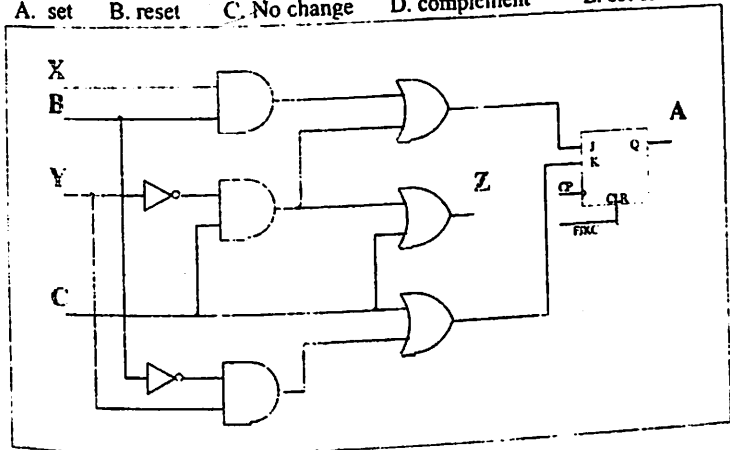 A. set B. reset C. No change D. complement
X
B
Y
C
Z
A
J Q
K
CP
CLR